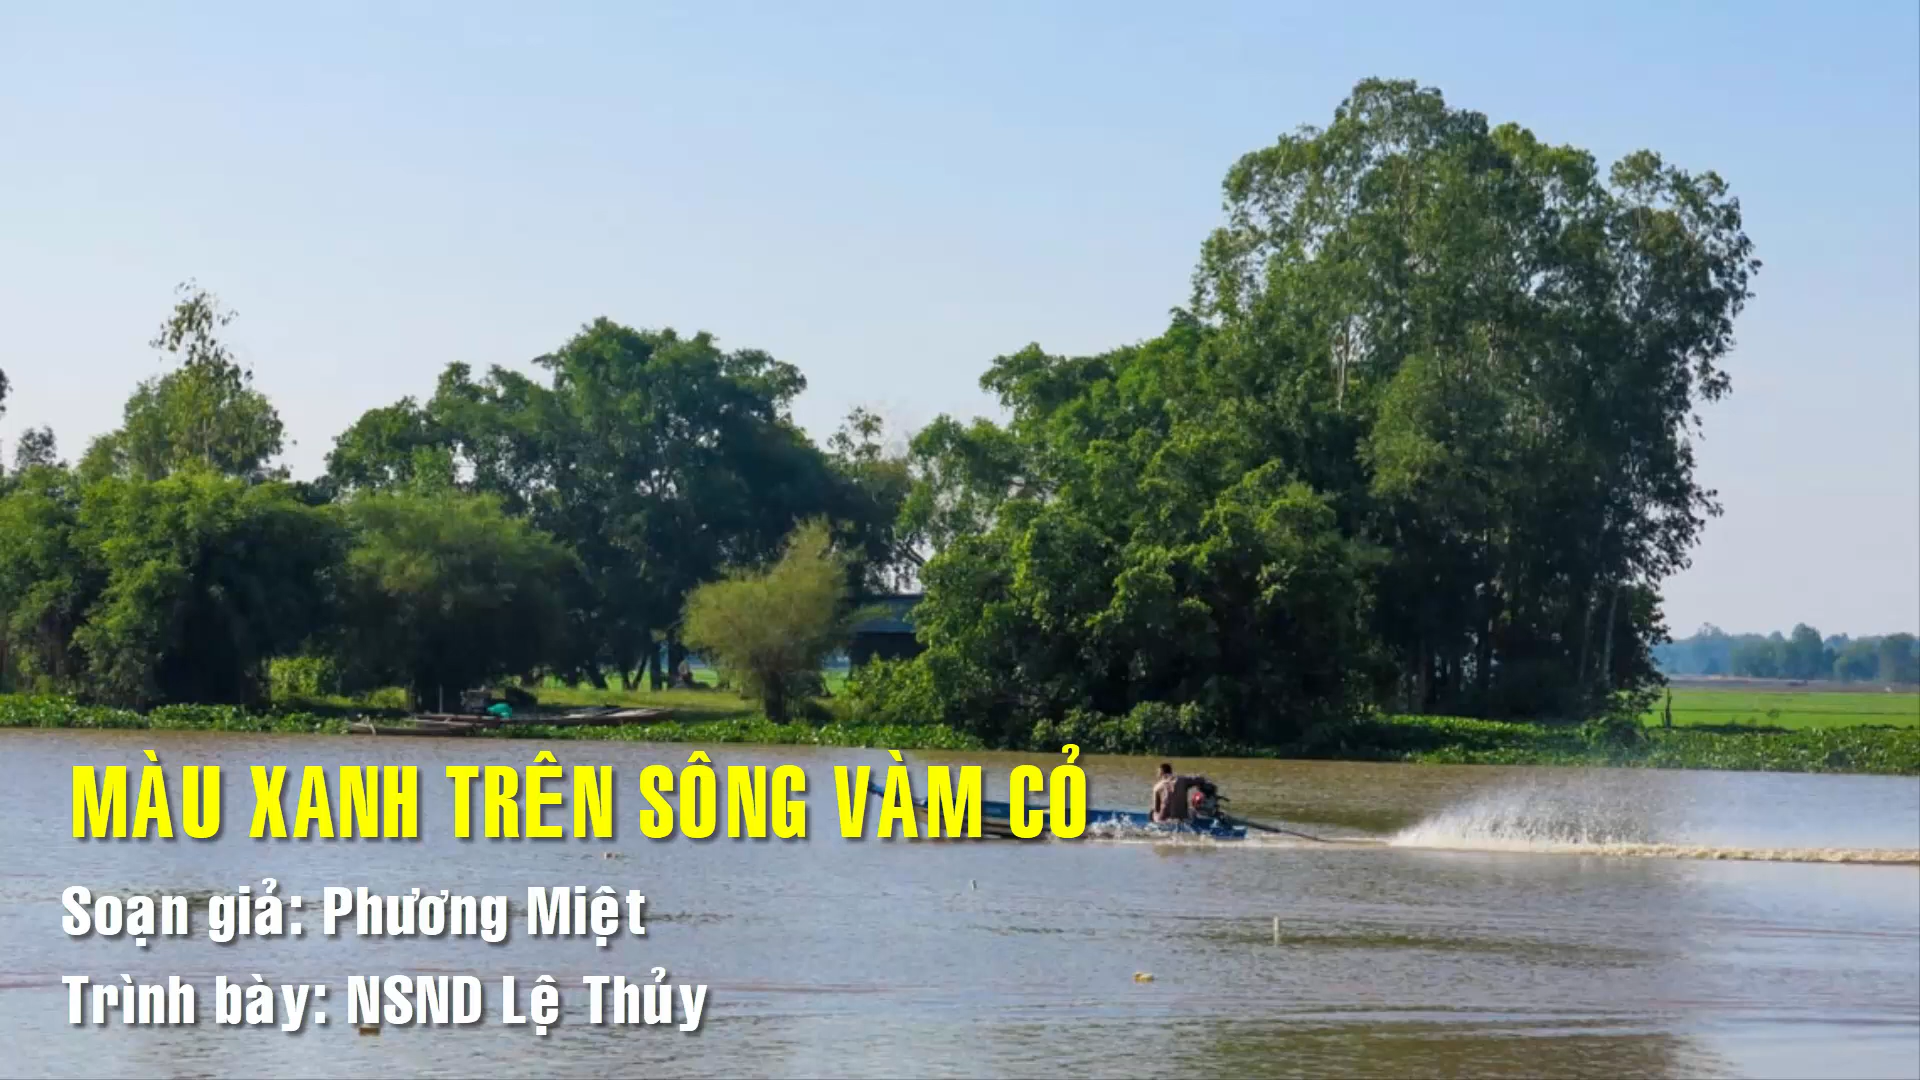 MÀU XANH TRÊN SÔNG VÀM CỎ
Soạn giả: Phương Miệt
Trình bày: NSND Lệ Thủy